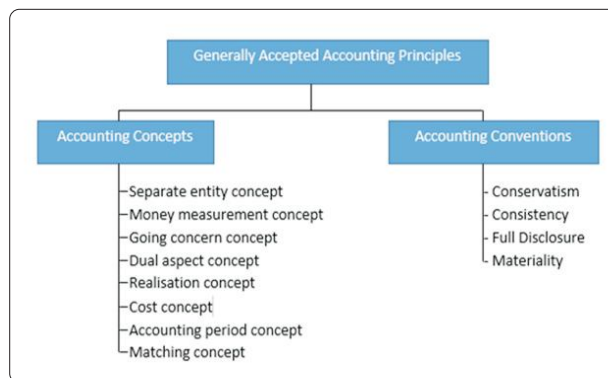 Generally Accepted Accounting Principles
Accounting Concepts
Separate entity concept
Money measurement concept
Going concern concept
Dual aspect concept
Realisation concept
Cost concept
Accounting period concept
Matching concept
Accounting Conventions
- Conservatism
- Consistency
- Full Disclosure
- Materiality